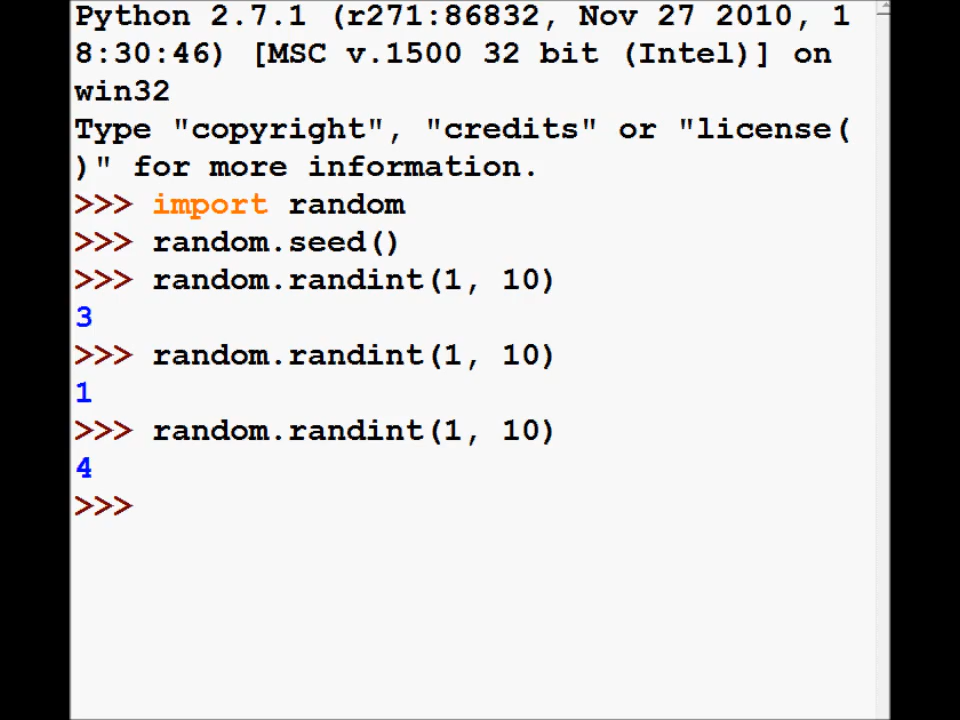 Python 2.7.1 (r271:86832, Nov 27 2010, 1
8:30:46) [MSC v.1500 32 bit (Intel)] on
win32
Type "copyright", "credits" or "license(
)" for more information.
>>> import random
>>> random.seed()
>>> random.randint(1, 10)
3
>>> random.randint(1, 10)
1
>>> random.randint(1, 10)
4
>>>